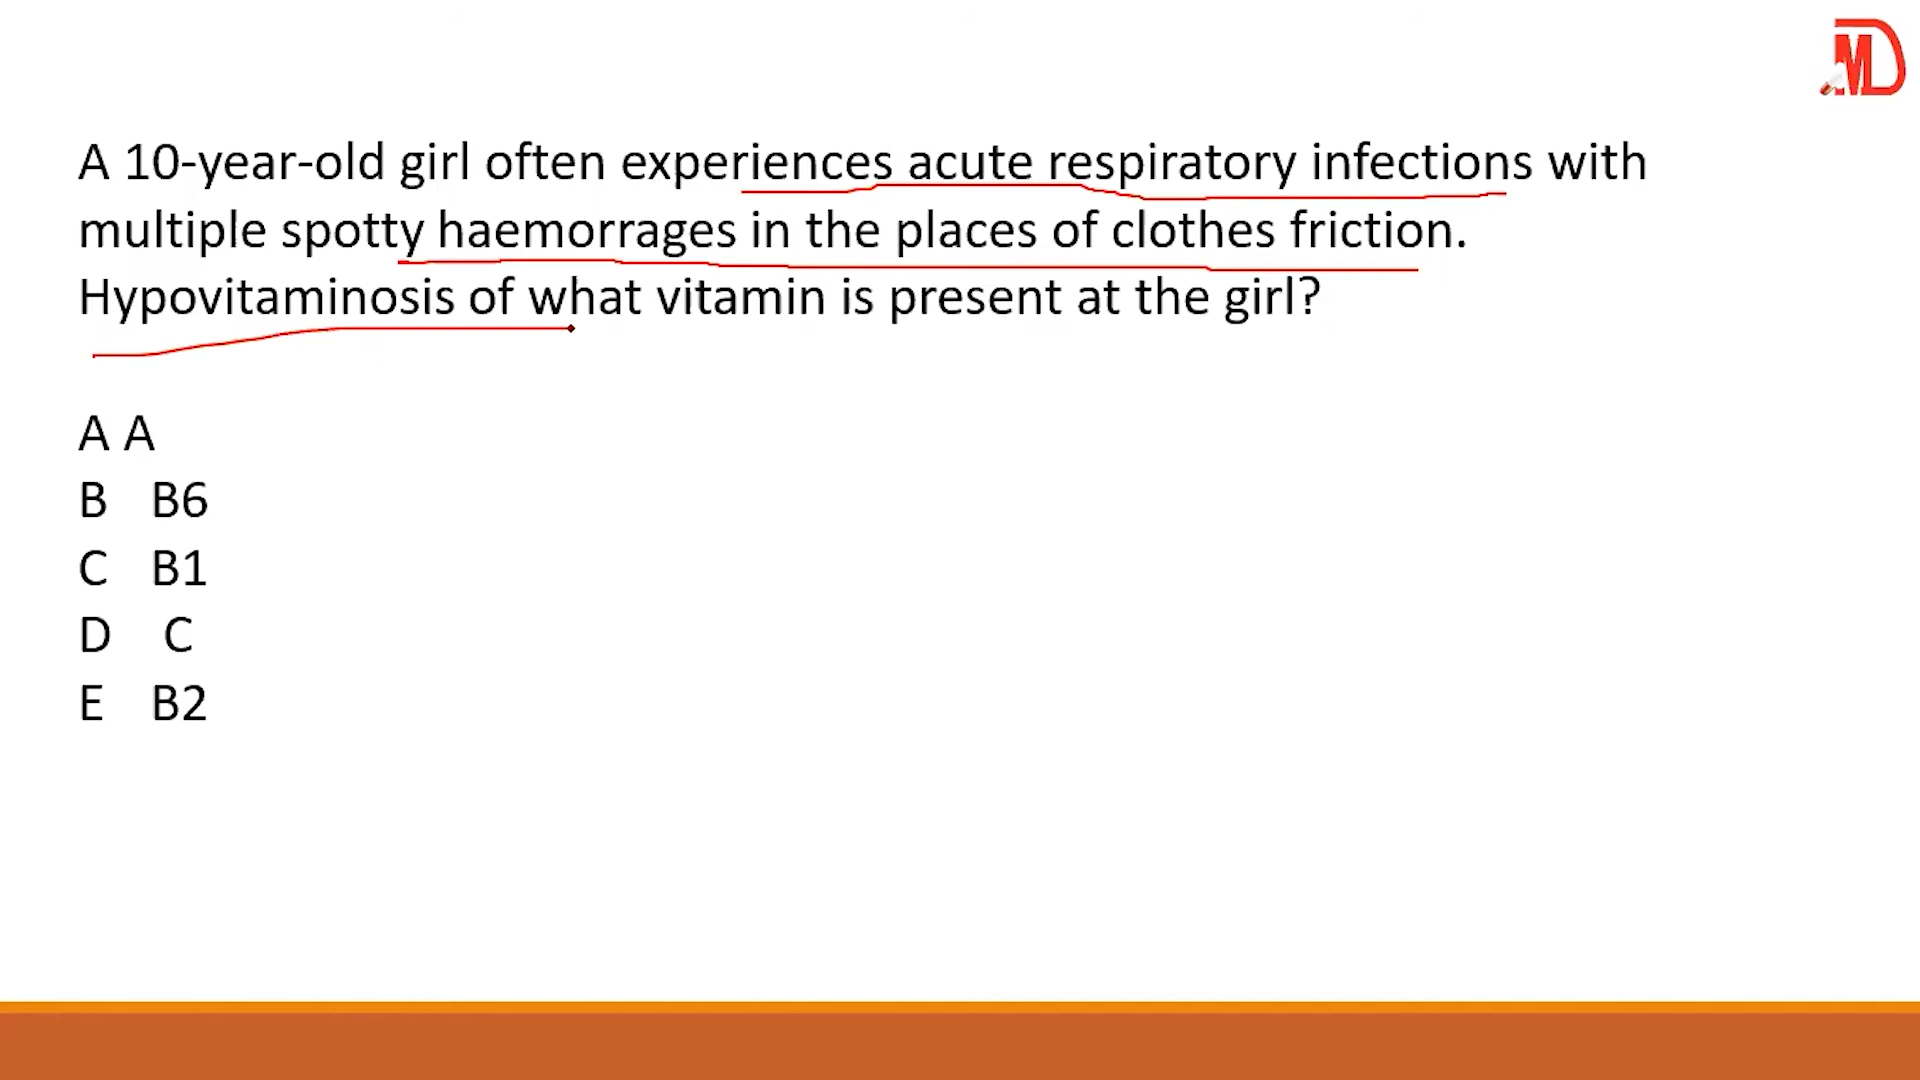 MD
A 10-year-old girl often experiences acute respiratory infections with
multiple spotty haemorrages in the places of clothes friction.
Hypovitaminosis of what vitamin is present at the girl?
A A
B B6
C B1
D C
E B2